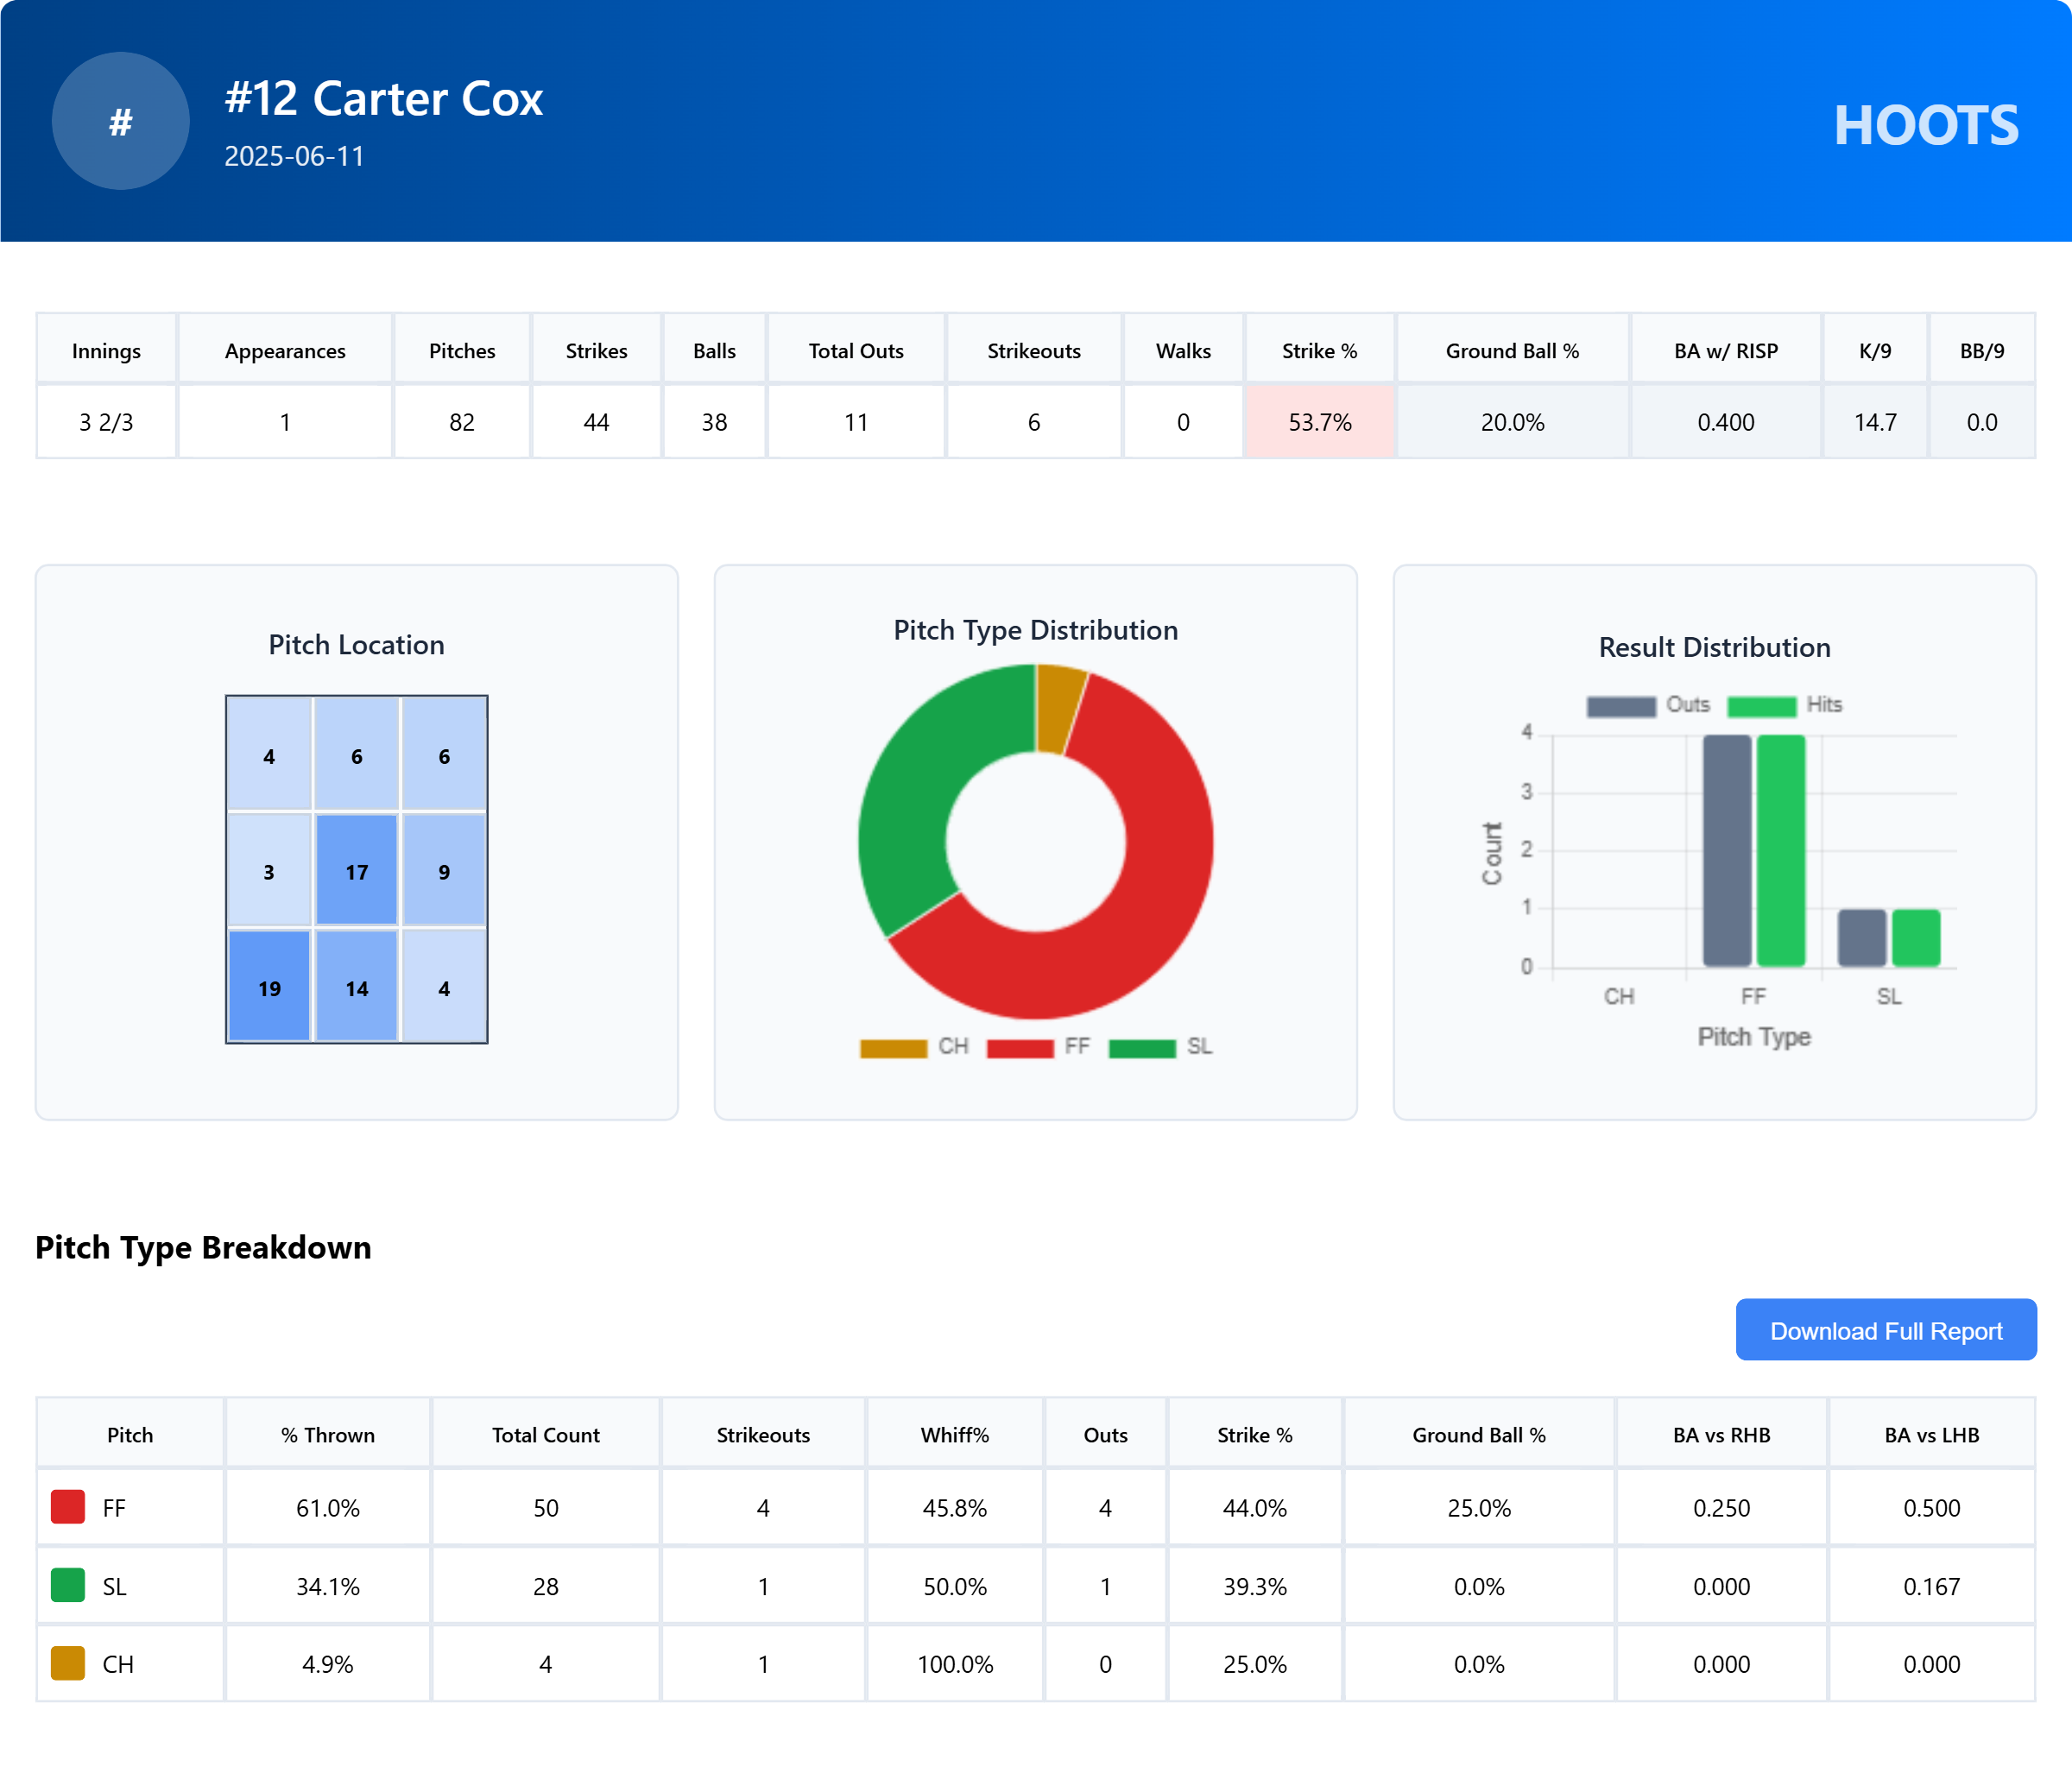 #
#12 Carter Cox
2025-06-11
HOOTS
Innings Appearances Pitches Strikes Balls Total Outs Strikeouts Walks Strike % Ground Ball % BA w/ RISP K/9 BB/9
3 2/3 1 82 44 38 11 6 0 53.7% 20.0% 0.400 14.7 0.0
Pitch Location
4 6 6
3 17 9
19 14 4
Pitch Type Distribution
CH FF SL
Result Distribution
Outs Hits
4
3
2
1
0
Count
CH FF SL
Pitch Type
Pitch Type Breakdown
Download Full Report
Pitch % Thrown Total Count Strikeouts Whiff% Outs Strike % Ground Ball % BA vs RHB BA vs LHB
FF 61.0% 50 4 45.8% 4 44.0% 25.0% 0.250 0.500
SL 34.1% 28 1 50.0% 1 39.3% 0.0% 0.000 0.167
CH 4.9% 4 1 100.0% 0 25.0% 0.0% 0.000 0.000